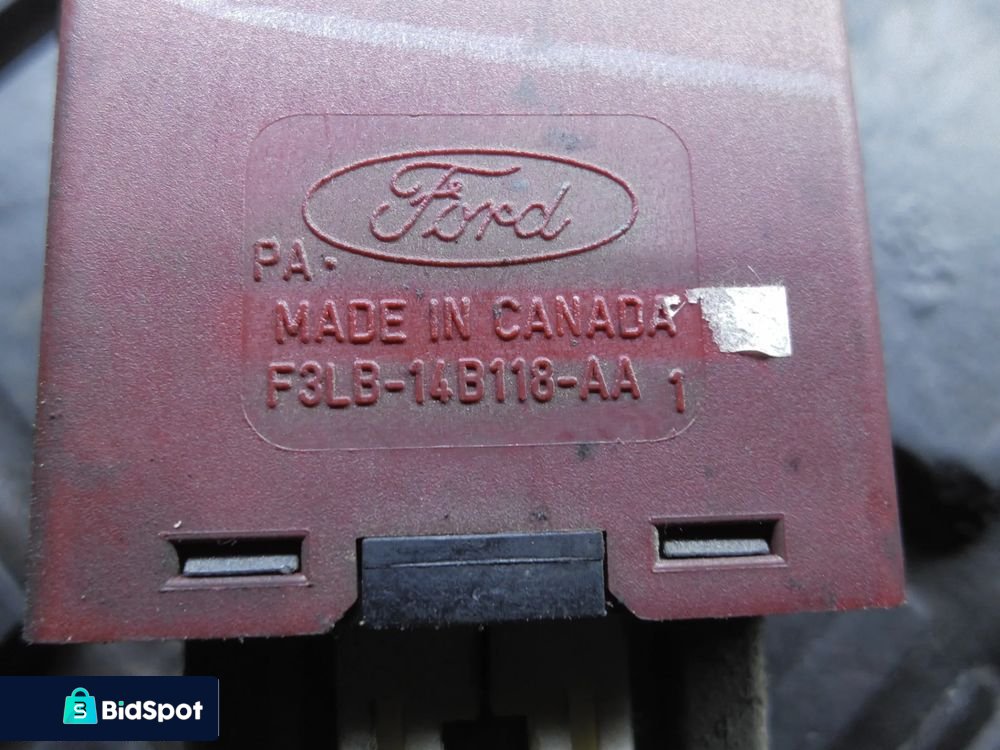 Ford
PA.
MADE IN CANADA
F3LB-14B118-AA 1
BidSpot